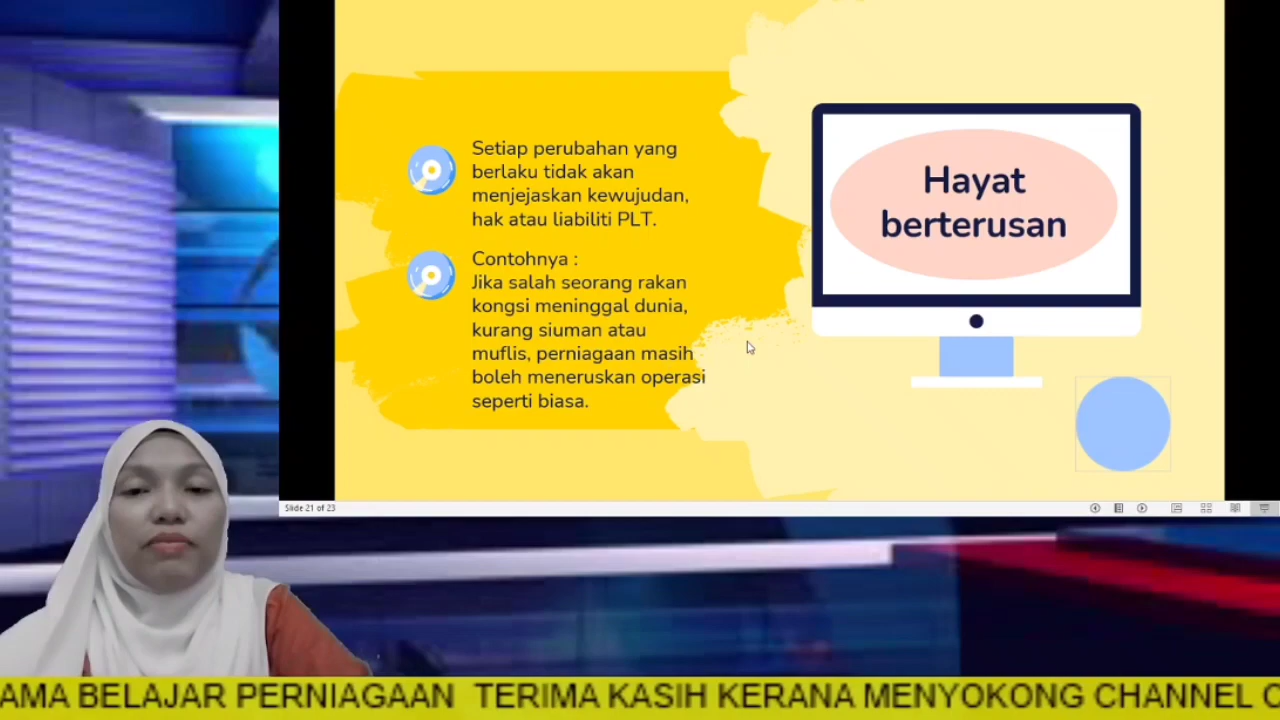 Setiap perubahan yang
berlaku tidak akan
menjejaskan kewujudan,
hak atau liabiliti PLT.
Contohnya :
Jika salah seorang rakan
kongsi meninggal dunia,
kurang siuman atau
muflis, perniagaan masih
boleh meneruskan operasi
seperti biasa.
Hayat
berterusan
Slide 21 of 23
AMA BELAJAR PERNIAGAAN TERIMA KASIH KERANA MENYOKONG CHANNEL